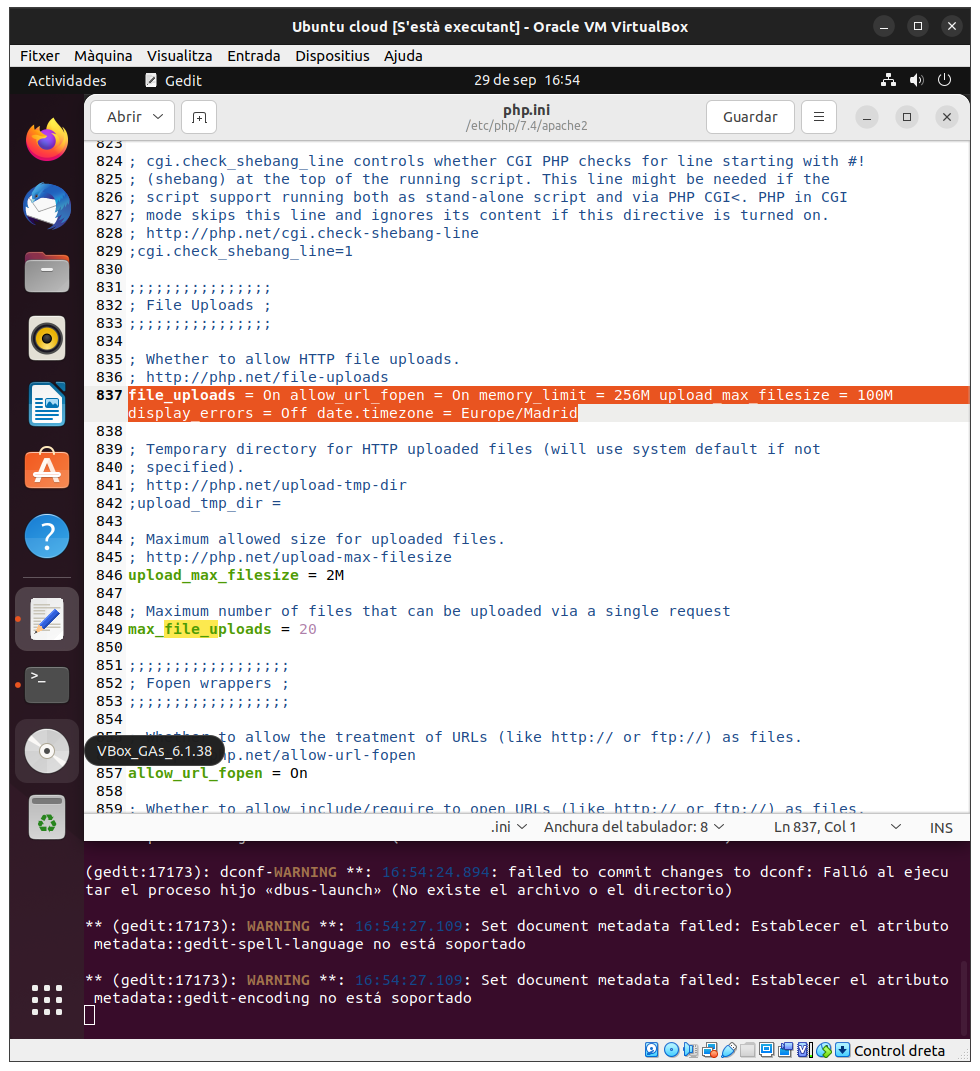 Ubuntu cloud [S'està executant] - Oracle VM VirtualBox
Fitxer Màquina Visualitza Entrada Dispositius Ajuda
Actividades Gedit 29 de sep 16:54
Abrir php.ini Guardar
/etc/php/7.4/apache2
823
824 ; cgi.check_shebang_line controls whether CGI PHP checks for line starting with #!
825 ; (shebang) at the top of the running script. This line might be needed if the
826 ; script support running both as stand-alone script and via PHP CGI<. PHP in CGI
827 ; mode skips this line and ignores its content if this directive is turned on.
828 ; http://php.net/cgi.check-shebang-line
829 ;cgi.check_shebang_line=1
830
831 ;;;;;;;;;;;;;;;;
832 ; File Uploads ;
833 ;;;;;;;;;;;;;;;;
834
835 ; Whether to allow HTTP file uploads.
836 ; http://php.net/file-uploads
837 file_uploads = On allow_url_fopen = On memory_limit = 256M upload_max_filesize = 100M
display_errors = Off date.timezone = Europe/Madrid
838
839 ; Temporary directory for HTTP uploaded files (will use system default if not
840 ; specified).
841 ; http://php.net/upload-tmp-dir
842 ;upload_tmp_dir =
843
844 ; Maximum allowed size for uploaded files.
845 ; http://php.net/upload-max-filesize
846 upload_max_filesize = 2M
847
848 ; Maximum number of files that can be uploaded via a single request
849 max_file_uploads = 20
850
851 ;;;;;;;;;;;;;;;;;;
852 ; Fopen wrappers ;
853 ;;;;;;;;;;;;;;;;;;
854
855 ; Whether to allow the treatment of URLs (like http:// or ftp://) as files.
VBox_GAs_6.1.38
hp.net/allow-url-fopen
857 allow_url_fopen = On
858
859 ; Whether to allow include/require to open URLs (like http:// or ftp://) as files.
.ini Anchura del tabulador: 8 Ln 837, Col 1 INS
(gedit:17173): dconf-WARNING **: 16:54:24.894: failed to commit changes to dconf: Falló al ejecu
tar el proceso hijo «dbus-launch» (No existe el archivo o el directorio)
** (gedit:17173): WARNING **: 16:54:27.109: Set document metadata failed: Establecer el atributo
metadata::gedit-spell-language no está soportado
** (gedit:17173): WARNING **: 16:54:27.109: Set document metadata failed: Establecer el atributo
metadata::gedit-encoding no está soportado
Control dreta